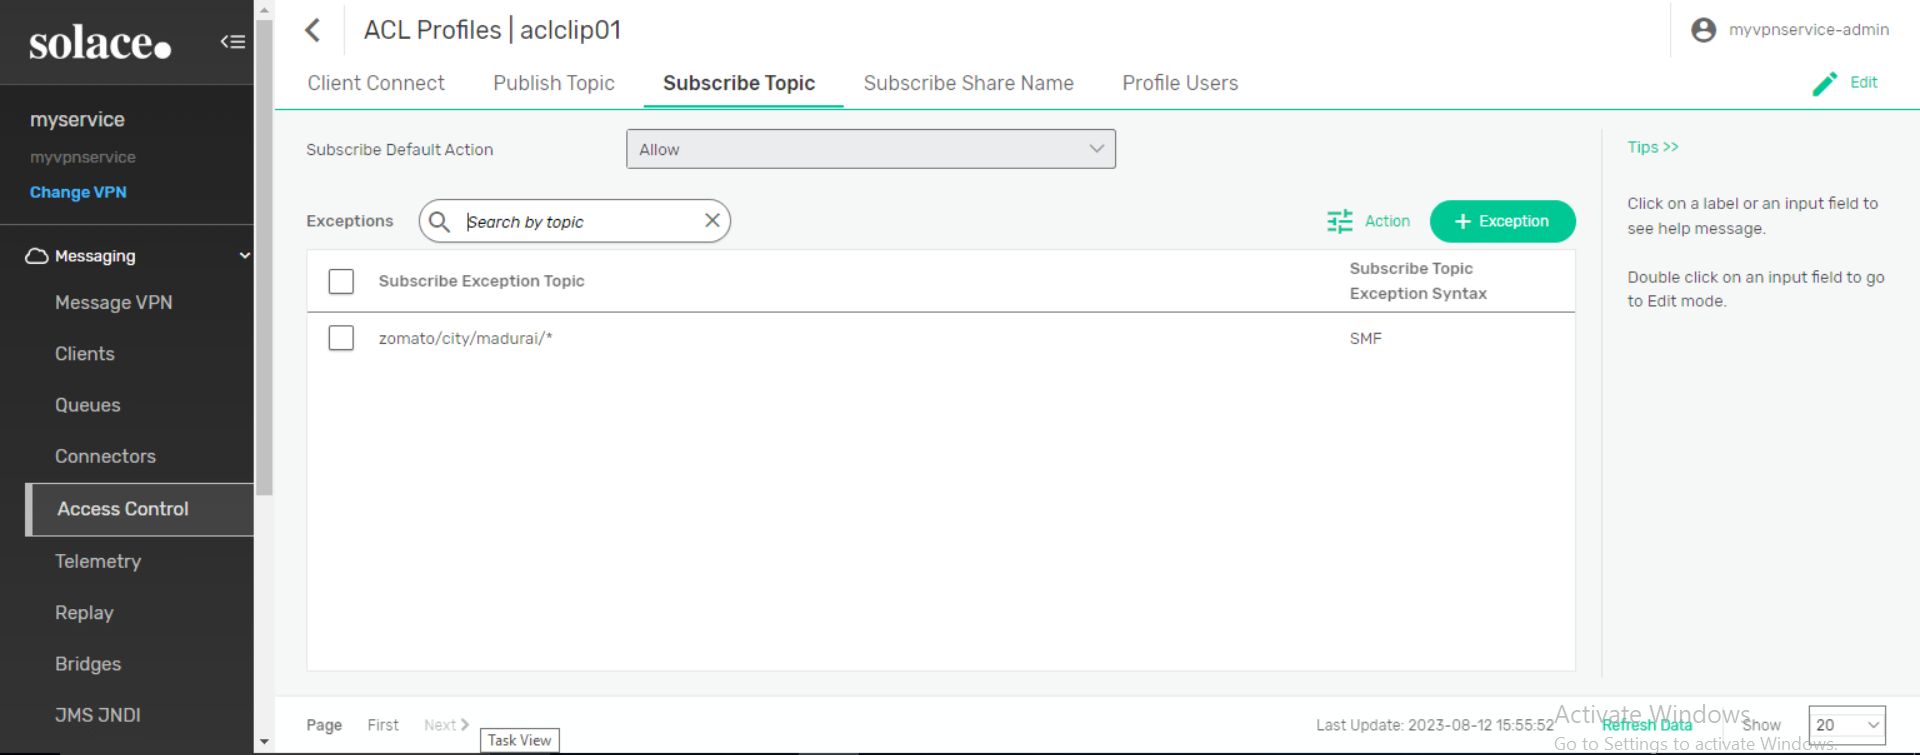 solace.
myservice
myvpnservice
Change VPN
Messaging
Message VPN
Clients
Queues
Connectors
Access Control
Telemetry
Replay
Bridges
JMS JNDI
ACL Profiles | aclclip01
myvpnservice-admin
Client Connect Publish Topic Subscribe Topic Subscribe Share Name Profile Users Edit
Subscribe Default Action Allow
Exceptions Search by topic Action + Exception
Subscribe Exception Topic Subscribe Topic
Exception Syntax
zomato/city/madurai/* SMF
Tips >>
Click on a label or an input field to
see help message.
Double click on an input field to go
to Edit mode.
Page First Next Last Update: 2023-08-12 15:55:52 Refresh Data Show 20
Task View
Activate Windows
Go to Settings to activate Windows.